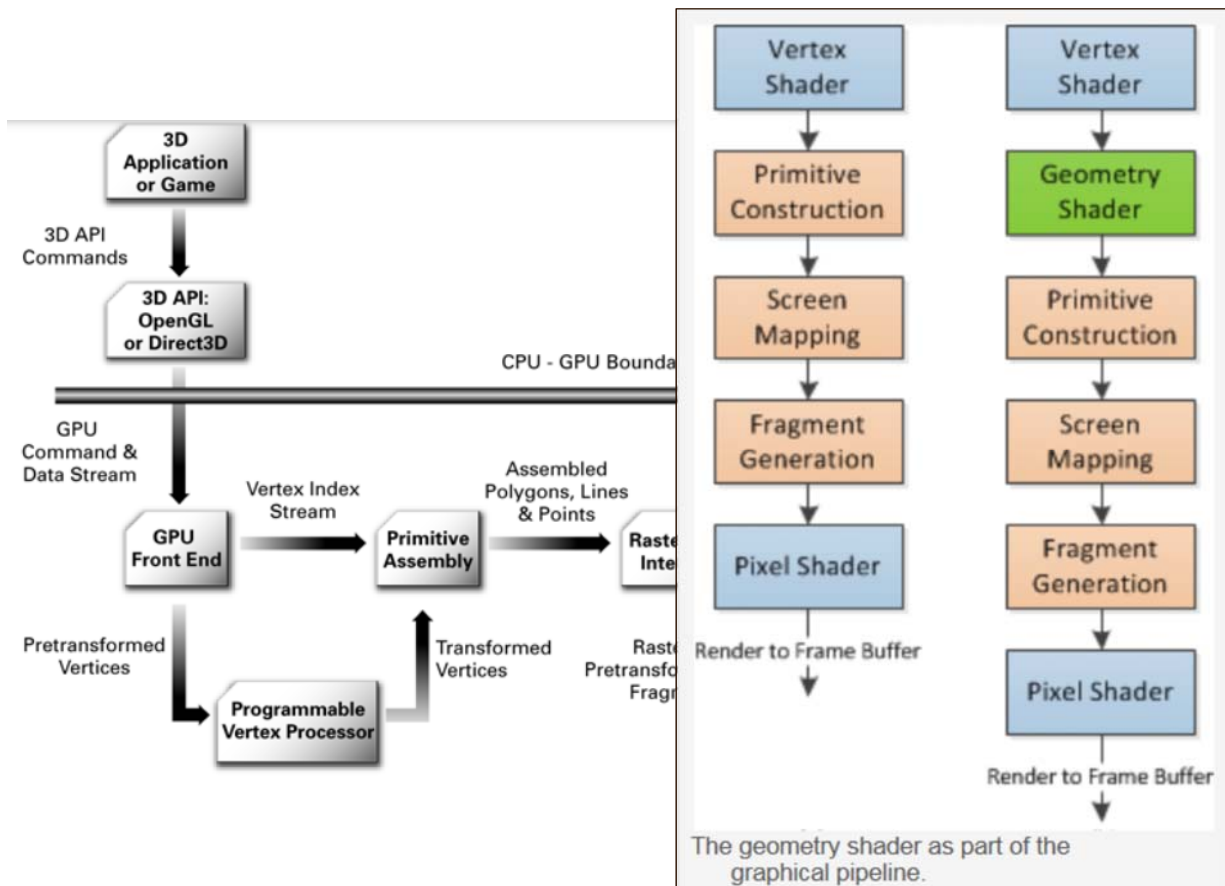 3D
Application
or Game
3D API
Commands
3D API:
OpenGL
or Direct3D
CPU - GPU
GPU
Command &
Data Stream
Vertex Index
Stream
Assembled
Polygons, Lines
& Points
GPU
Front End
Primitive
Assembly
Pretransformed
Vertices
Transformed
Vertices
Programmable
Vertex Processor
Vertex
Shader
Primitive
Construction
Screen
Mapping
Fragment
Generation
Pixel Shader
Render to Frame Buffer
Vertex
Shader
Geometry
Shader
Primitive
Construction
Screen
Mapping
Fragment
Generation
Pixel Shader
Render to Frame Buffer
The geometry shader as part of the
graphical pipeline.